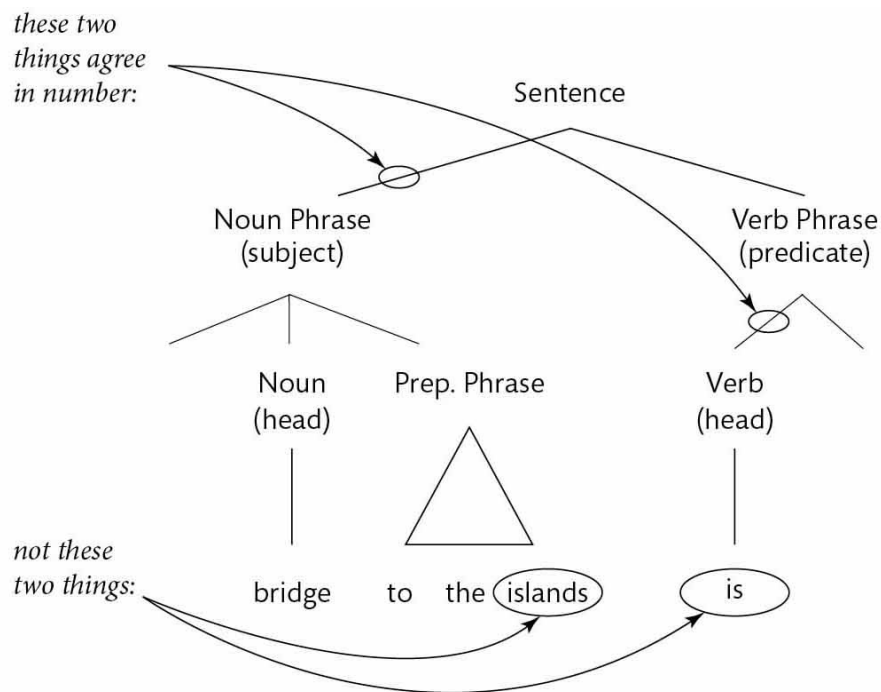 these two
things agree
in number:
Sentence
Noun Phrase
(subject)
Verb Phrase
(predicate)
Noun
(head)
Prep. Phrase
Verb
(head)
not these
two things:
bridge to the islands is